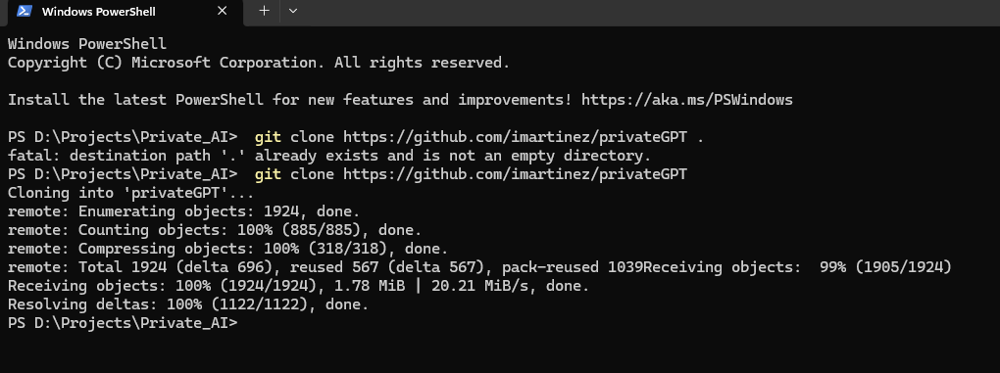 Windows PowerShell
Windows PowerShell
Copyright (C) Microsoft Corporation. All rights reserved.
Install the latest PowerShell for new features and improvements! https://aka.ms/PSWindows
PS D:\Projects\Private_AI>  git clone https://github.com/imartinez/privateGPT .
fatal: destination path '.' already exists and is not an empty directory.
PS D:\Projects\Private_AI>  git clone https://github.com/imartinez/privateGPT
Cloning into 'privateGPT'...
remote: Enumerating objects: 1924, done.
remote: Counting objects: 100% (885/885), done.
remote: Compressing objects: 100% (318/318), done.
remote: Total 1924 (delta 696), reused 567 (delta 567), pack-reused 1039Receiving objects:  99% (1905/1924)
Receiving objects: 100% (1924/1924), 1.78 MiB | 20.21 MiB/s, done.
Resolving deltas: 100% (1122/1122), done.
PS D:\Projects\Private_AI>